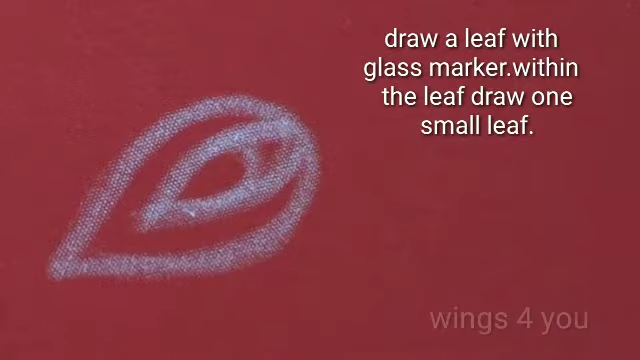 draw a leaf with
glass marker.within
the leaf draw one
small leaf.
wings 4 you